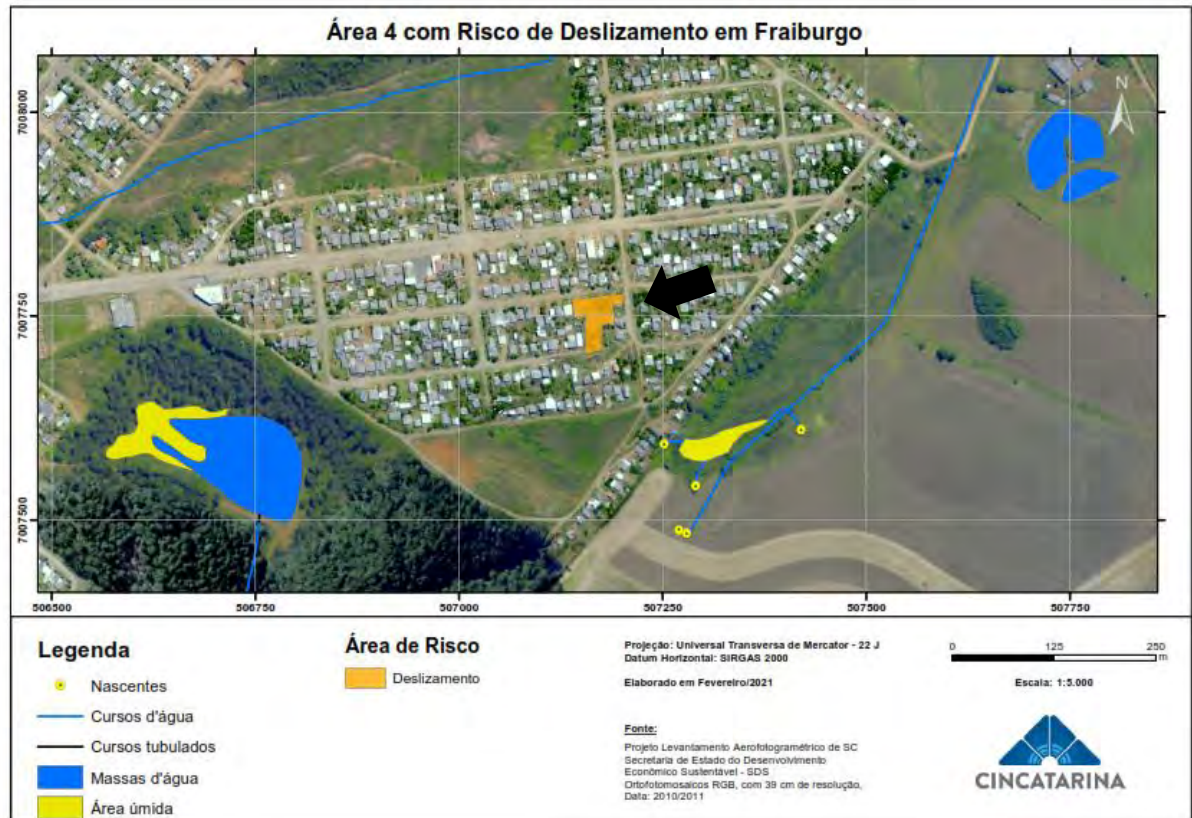 Área 4 com Risco de Deslizamento em Fraiburgo
N
7008000
7007750
7007500
506500
506750
507000
507250
507500
507750
Legenda
Nascentes
Cursos d'água
Cursos tubulados
Massas d'água
Área úmida
Área de Risco
Deslizamento
Projeção: Universal Transversa de Mercator - 22 J
Datum Horizontal: SIRGAS 2000
Elaborado em Fevereiro/2021
Fonte:
Projeto Levantamento Aerofotogramétrico de SC
Secretaria de Estado do Desenvolvimento
Econômico Sustentável - SDS
Ortofotomosaicos RGB, com 39 cm de resolução,
Data: 2010/2011
0 125 250
m
Escala: 1:5.000
CINCATARINA